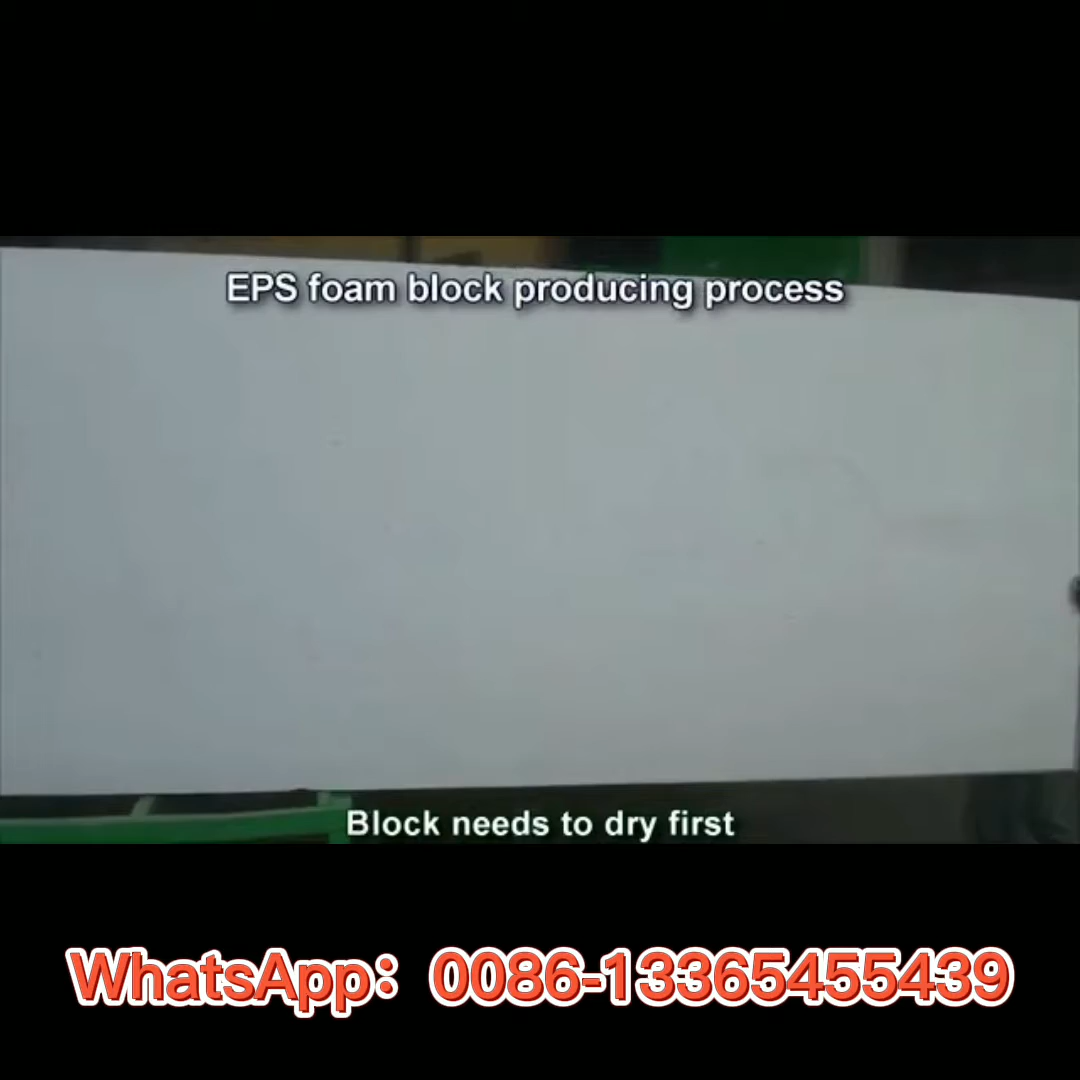 EPS foam block producing process
Block needs to dry first
WhatsApp：0086-13365455439